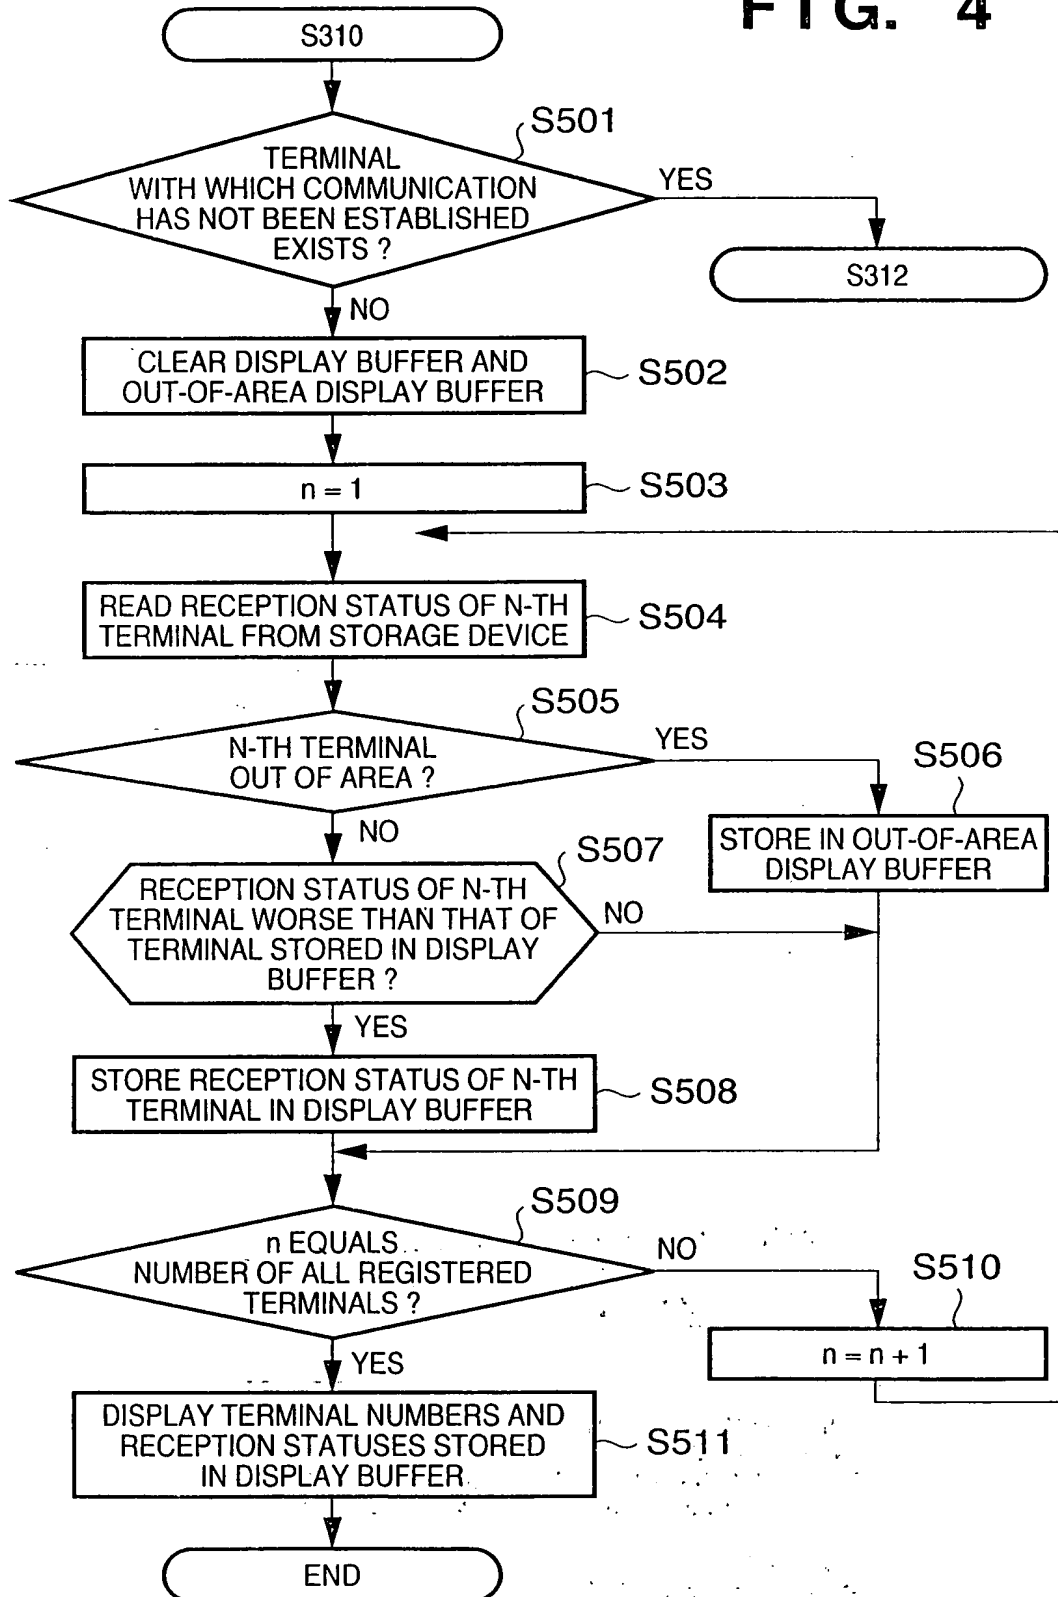 FIG. 4
S310
S501
TERMINAL
WITH WHICH COMMUNICATION
HAS NOT BEEN ESTABLISHED
EXISTS ?
YES
S312
NO
CLEAR DISPLAY BUFFER AND
OUT-OF-AREA DISPLAY BUFFER
S502
n = 1
S503
READ RECEPTION STATUS OF N-TH
TERMINAL FROM STORAGE DEVICE
S504
S505
N-TH TERMINAL
OUT OF AREA ?
YES
S506
STORE IN OUT-OF-AREA
DISPLAY BUFFER
NO
S507
RECEPTION STATUS OF N-TH
TERMINAL WORSE THAN THAT OF
TERMINAL STORED IN DISPLAY
BUFFER ?
NO
YES
STORE RECEPTION STATUS OF N-TH
TERMINAL IN DISPLAY BUFFER
S508
S509
n EQUALS
NUMBER OF ALL REGISTERED
TERMINALS ?
NO
S510
n = n + 1
YES
DISPLAY TERMINAL NUMBERS AND
RECEPTION STATUSES STORED
IN DISPLAY BUFFER
S511
END